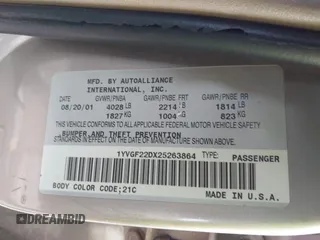 MFD. BY AUTOALLIANCE
INTERNATIONAL, INC.
DATE GVWR/PNBA GAWR/PNBE FRT GAWR/PNBE RR
08/20/01 4028 LB 2214 LB 1814 LB
1827 KG 1004 KG 823 KG
THIS VEHICLE CONFORMS TO ALL APPLICABLE FEDERAL MOTOR VEHICLE SAFETY
BUMPER, AND THEFT PREVENTION
STANDARDS IN EFFECT ON THE DATE OF MANUFACTURE SHOWN ABOVE.
1YVGF22DX25263864 TYPE: PASSENGER
BODY COLOR CODE:21C
MADE IN U.S.A.
DREAMBID